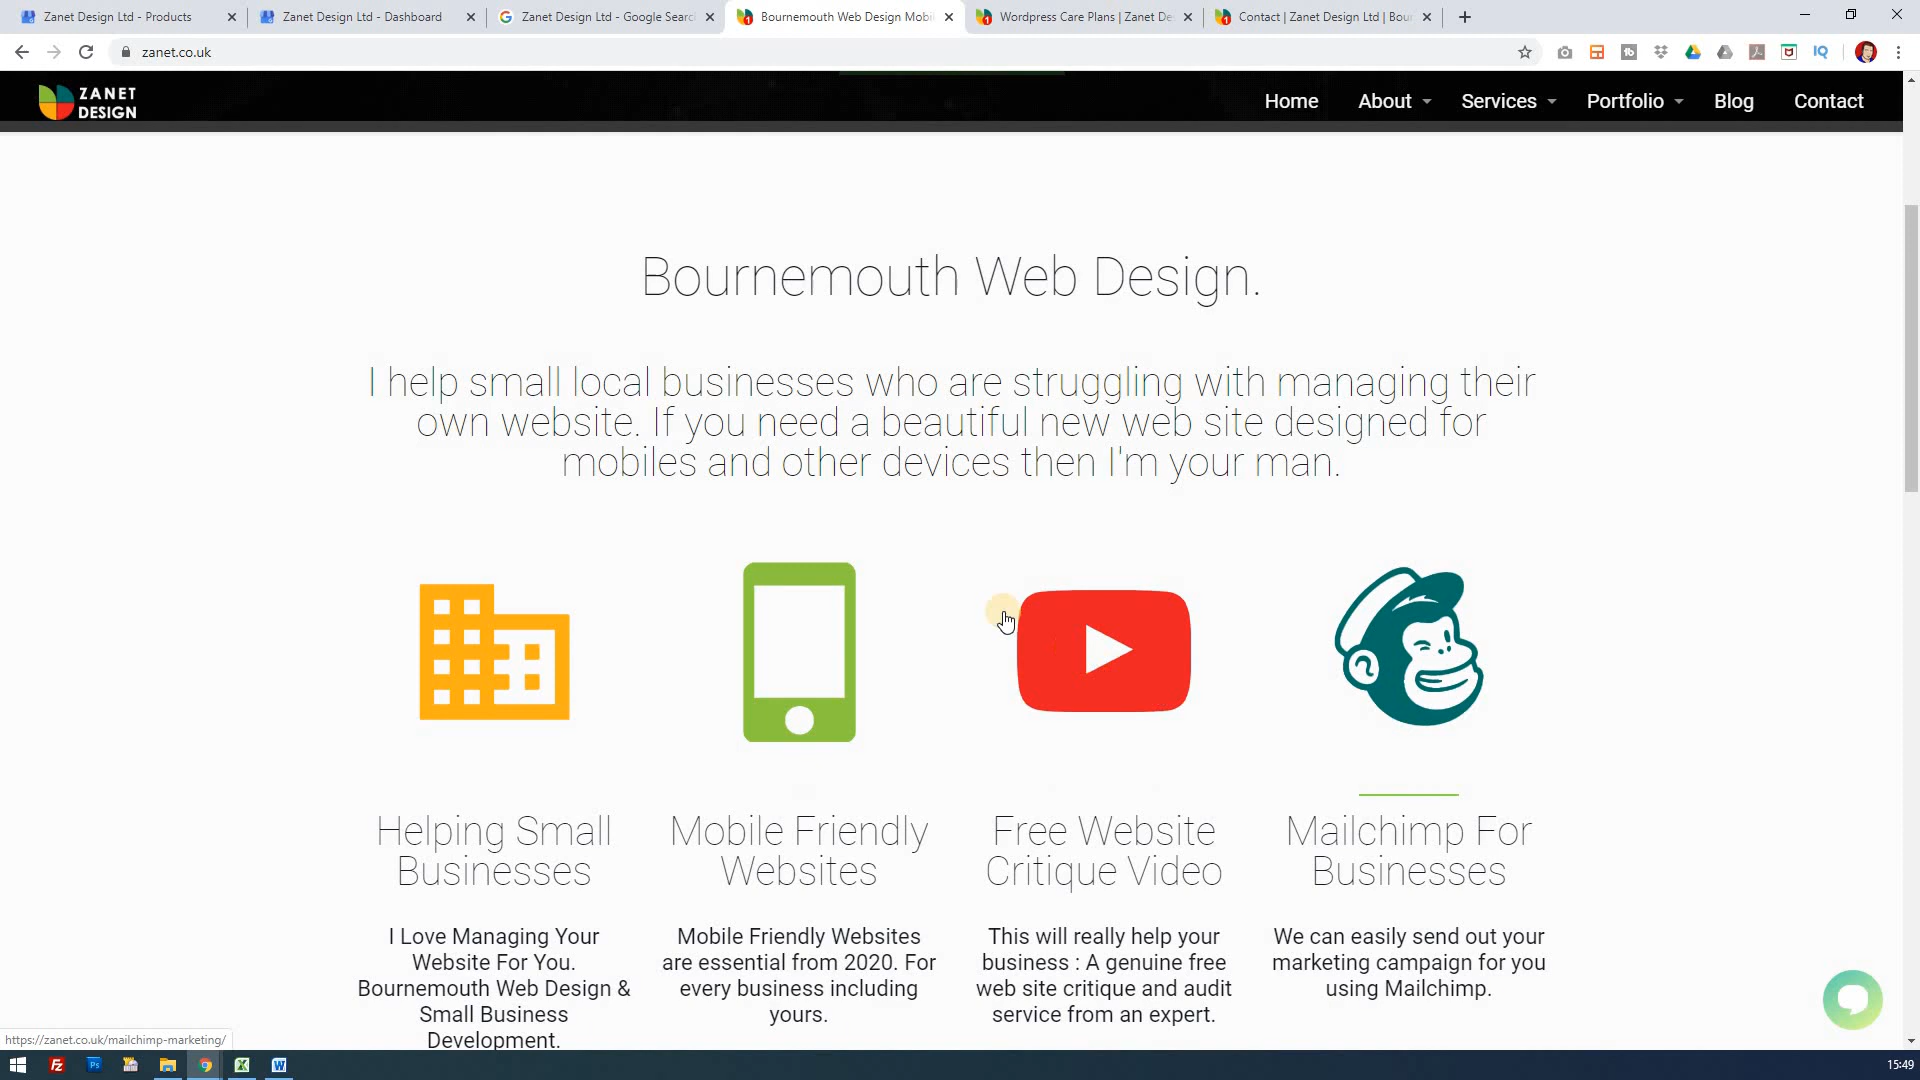 Zanet Design Ltd - Products
Zanet Design Ltd - Dashboard
Zanet Design Ltd - Google Searc
Bournemouth Web Design Mobi
Wordpress Care Plans | Zanet De
Contact | Zanet Design Ltd | Bou
zanet.co.uk
ZANET
DESIGN
Home About Services Portfolio Blog Contact
Bournemouth Web Design.
I help small local businesses who are struggling with managing their
own website. If you need a beautiful new web site designed for
mobiles and other devices then I'm your man.
Helping Small
Businesses
I Love Managing Your
Website For You.
Bournemouth Web Design &
Small Business
Development.
Mobile Friendly
Websites
Mobile Friendly Websites
are essential from 2020. For
every business including
yours.
Free Website
Critique Video
This will really help your
business : A genuine free
web site critique and audit
service from an expert.
Mailchimp For
Businesses
We can easily send out your
marketing campaign for you
using Mailchimp.
https://zanet.co.uk/mailchimp-marketing/
15:49